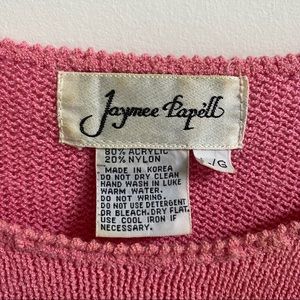 Jaymee Papell
80% ACRYLIC
20% NYLON
/G
MADE IN KOREA
DO NOT DRY CLEAN
HAND WASH IN LUKE
WARM WATER.
DO NOT WRING.
DO NOT USE DETERGENT
OR BLEACH. DRY FLAT.
USE COOL IRON IF
NECESSARY.